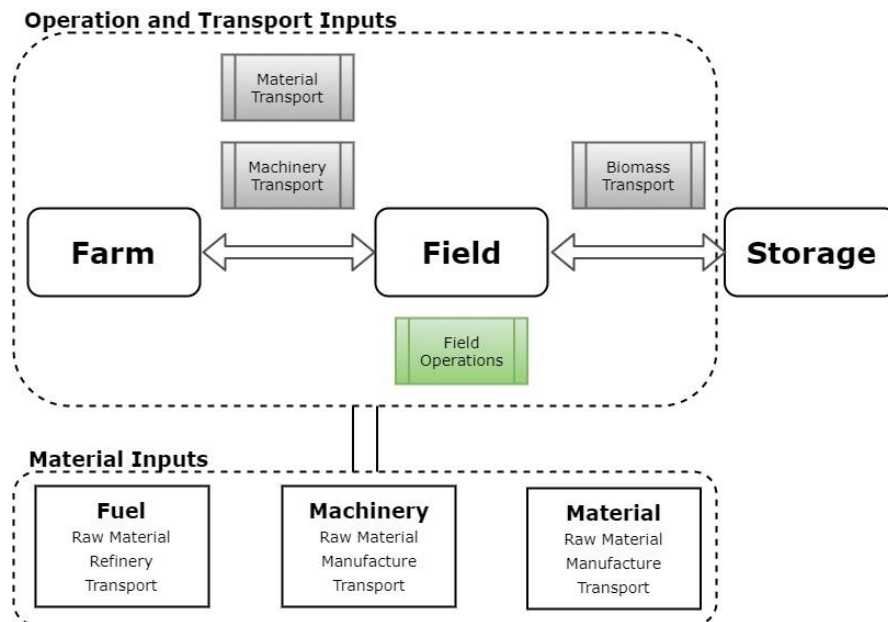 Operation and Transport Inputs
Material
Transport
Machinery
Transport
Biomass
Transport
Farm
Field
Storage
Field
Operations
Material Inputs
Fuel
Raw Material
Refinery
Transport
Machinery
Raw Material
Manufacture
Transport
Material
Raw Material
Manufacture
Transport